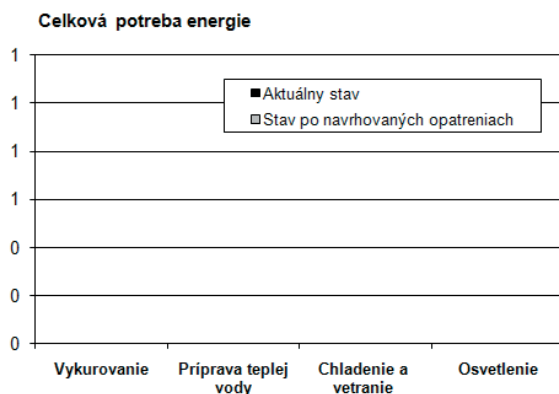 Celková potreba energie
1
1
1
1
0
0
0
Aktuálny stav
Stav po navrhovaných opatreniach
Vykurovanie
Príprava teplej
vody
Chladenie a
vetranie
Osvetlenie